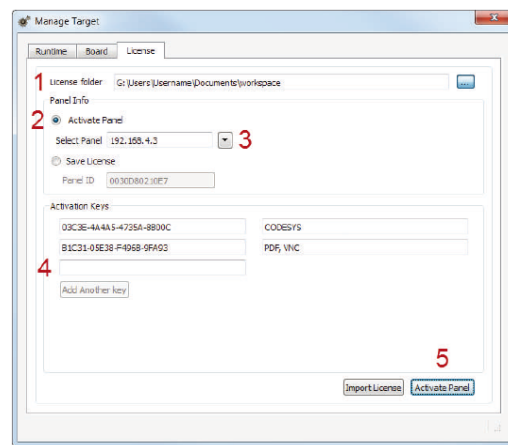 Manage Target
Runtime Board License
1 License folder G:\Users\Username\Documents\workspace ...
Panel Info
2 Activate Panel
Select Panel 192.168.4.3 3
Save License
Panel ID 0030D80210E7
Activation Keys
03C3E-4A4A5-4735A-8B00C CODESYS
B1C31-05E38-F496B-9FA93 PDF, VNC
4
Add Another key
5
Import License Activate Panel